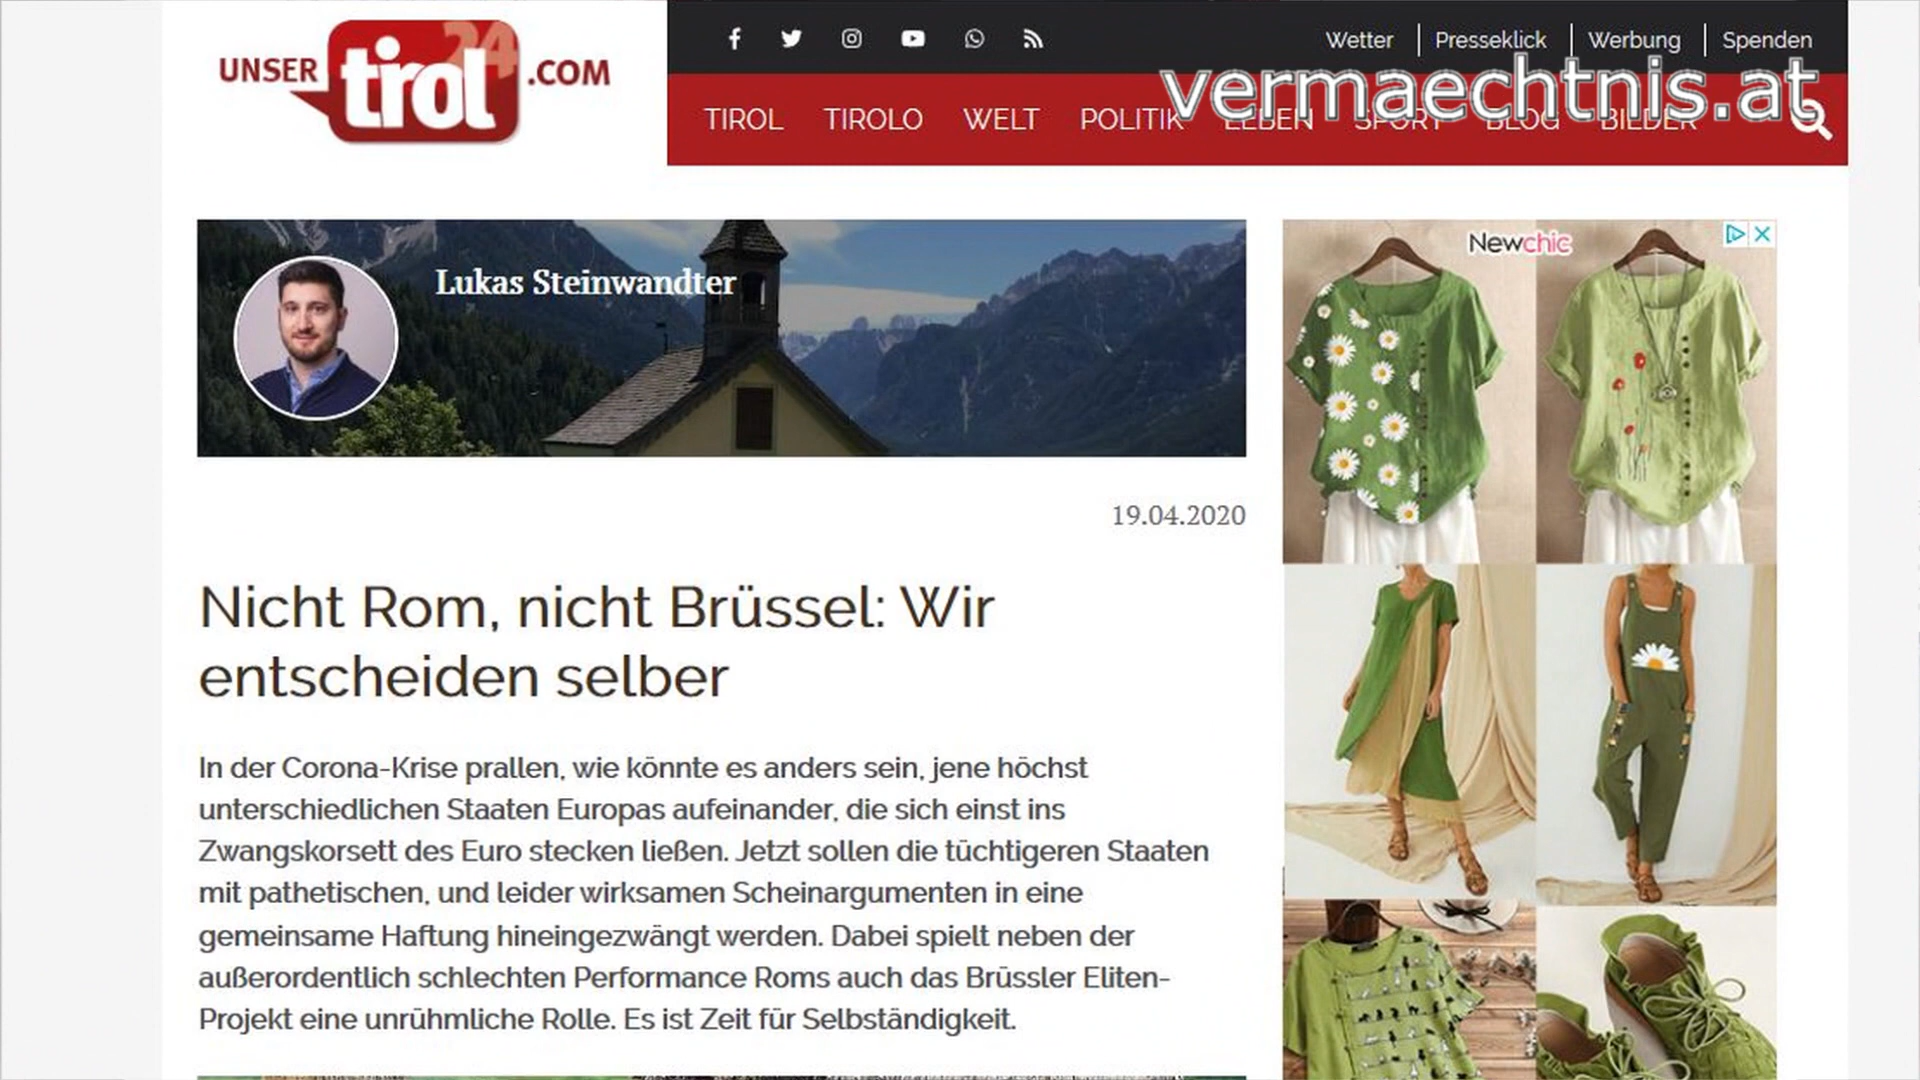 UNSER tirol 24 .COM
Wetter Presseklick Werbung Spenden
vermaechtnis.at
TIROL TIROLO WELT POLITIK LEBEN SPORT BLOG BILDER
Lukas Steinwandter
Newchic
19.04.2020
Nicht Rom, nicht Brüssel: Wir
entscheiden selber
In der Corona-Krise prallen, wie könnte es anders sein, jene höchst
unterschiedlichen Staaten Europas aufeinander, die sich einst ins
Zwangskorsett des Euro stecken ließen. Jetzt sollen die tüchtigeren Staaten
mit pathetischen, und leider wirksamen Scheinargumenten in eine
gemeinsame Haftung hineingezwängt werden. Dabei spielt neben der
außerordentlich schlechten Performance Roms auch das Brüssler Eliten-
Projekt eine unrühmliche Rolle. Es ist Zeit für Selbständigkeit.